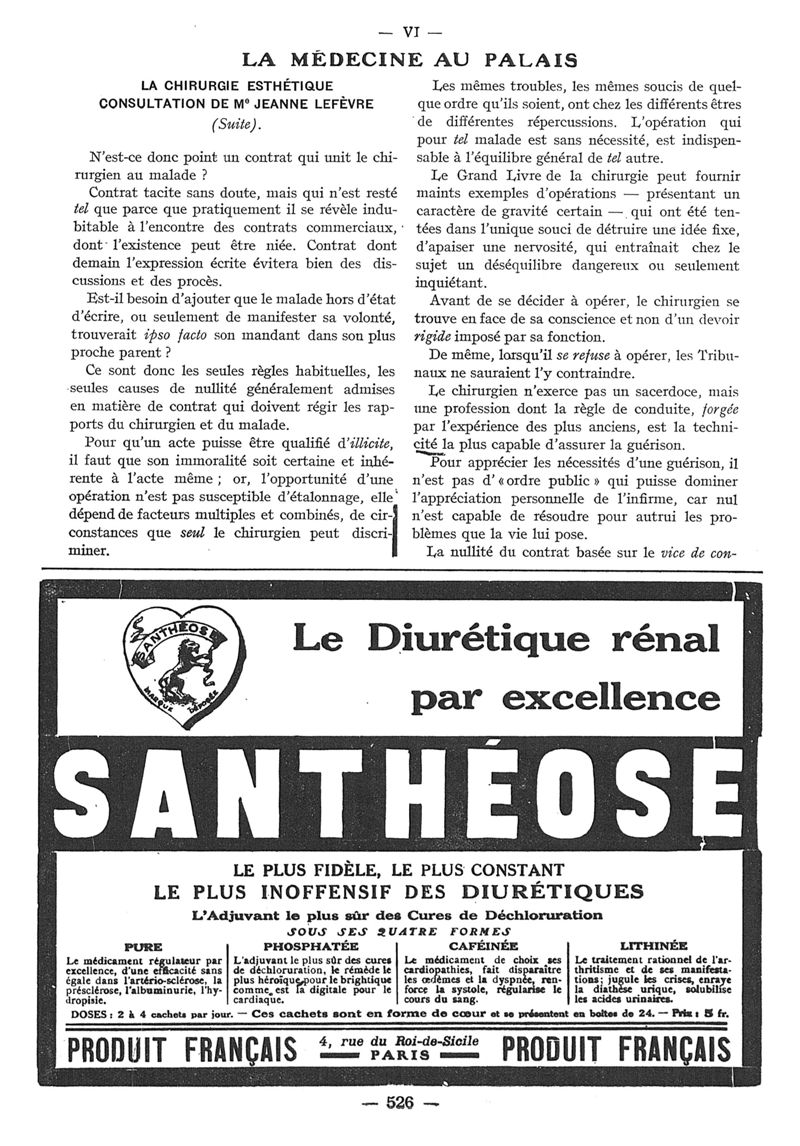 — VI —
LA MÉDECINE AU PALAIS
LA CHIRURGIE ESTHÉTIQUE
CONSULTATION DE Mᵉ JEANNE LEFÈVRE
(Suite).
N'est-ce donc point un contrat qui unit le chi-
rurgien au malade ?
Contrat tacite sans doute, mais qui n'est resté
tel que parce que pratiquement il se révèle indu-
bitable à l'encontre des contrats commerciaux,
dont l'existence peut être niée. Contrat dont
demain l'expression écrite évitera bien des dis-
cussions et des procès.
Est-il besoin d'ajouter que le malade hors d'état
d'écrire, ou seulement de manifester sa volonté,
trouverait ipso facto son mandant dans son plus
proche parent ?
Ce sont donc les seules règles habituelles, les
seules causes de nullité généralement admises
en matière de contrat qui doivent régir les rap-
ports du chirurgien et du malade.
Pour qu'un acte puisse être qualifié d'illicite,
il faut que son immoralité soit certaine et inhé-
rente à l'acte même ; or, l'opportunité d'une
opération n'est pas susceptible d'étalonnage, elle
dépend de facteurs multiples et combinés, de cir-
constances que seul le chirurgien peut discri-
miner.
Les mêmes troubles, les mêmes soucis de quel-
que ordre qu'ils soient, ont chez les différents êtres
de différentes répercussions. L'opération qui
pour tel malade est sans nécessité, est indispen-
sable à l'équilibre général de tel autre.
Le Grand Livre de la chirurgie peut fournir
maints exemples d'opérations — présentant un
caractère de gravité certain — qui ont été ten-
tées dans l'unique souci de détruire une idée fixe,
d'apaiser une nervosité, qui entraînait chez le
sujet un déséquilibre dangereux ou seulement
inquiétant.
Avant de se décider à opérer, le chirurgien se
trouve en face de sa conscience et non d'un devoir
rigide imposé par sa fonction.
De même, lorsqu'il se refuse à opérer, les Tribu-
naux ne sauraient l'y contraindre.
Le chirurgien n'exerce pas un sacerdoce, mais
une profession dont la règle de conduite, forgée
par l'expérience des plus anciens, est la techni-
cité la plus capable d'assurer la guérison.
Pour apprécier les nécessités d'une guérison, il
n'est pas d' « ordre public » qui puisse dominer
l'appréciation personnelle de l'infirme, car nul
n'est capable de résoudre pour autrui les pro-
blèmes que la vie lui pose.
La nullité du contrat basée sur le vice de con-
SANTHÉOSE
MARQUE DÉPOSÉE
Le Diurétique rénal
par excellence
SANTHÉOSE
LE PLUS FIDÈLE, LE PLUS CONSTANT
LE PLUS INOFFENSIF DES DIURÉTIQUES
L'Adjuvant le plus sûr des Cures de Déchloruration
SOUS SES QUATRE FORMES
PURE
Le médicament régulateur par
excellence, d'une efficacité sans
égale dans l'artério-sclérose, la
présclérose, l'albuminurie, l'hy-
dropisie.
PHOSPHATÉE
L'adjuvant le plus sûr des cures
de déchloruration, le remède le
plus héroïque pour le brightique
comme est la digitale pour le
cardiaque.
CAFÉINÉE
Le médicament de choix des
cardiopathies, fait disparaître
les œdèmes et la dyspnée, ren-
force la systole, régularise le
cours du sang.
LITHINÉE
Le traitement rationnel de l'ar-
thritisme et de ses manifesta-
tions ; jugule les crises, enraye
la diathèse urique, solubilise
les acides urinaires.
DOSES : 2 à 4 cachets par jour. — Ces cachets sont en forme de cœur et se présentent en boîtes de 24. — Prix : 5 fr.
PRODUIT FRANÇAIS
4, rue du Roi-de-Sicile
PARIS
PRODUIT FRANÇAIS
— 526 —